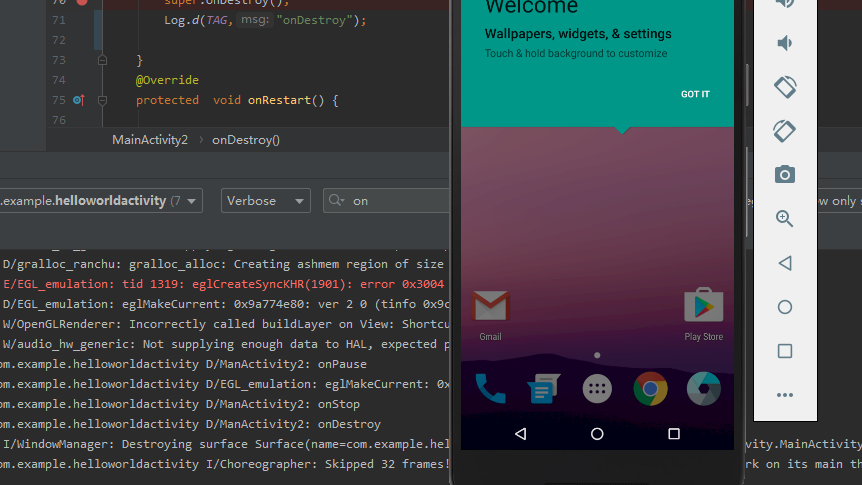 70 super.onDestroy();
71 Log.d(TAG, msg: "onDestroy");
72
73 }
74 @Override
75 protected void onRestart() {
76
MainActivity2 > onDestroy()
.example.helloworldactivity (7
Verbose
on
ow only s
D/gralloc_ranchu: gralloc_alloc: Creating ashmem region of size
E/EGL_emulation: tid 1319: eglCreateSyncKHR(1901): error 0x3004
D/EGL_emulation: eglMakeCurrent: 0x9a774e80: ver 2 0 (tinfo 0x9c
W/OpenGLRenderer: Incorrectly called buildLayer on View: Shortcu
W/audio_hw_generic: Not supplying enough data to HAL, expected p
om.example.helloworldactivity D/ManActivity2: onPause
om.example.helloworldactivity D/EGL_emulation: eglMakeCurrent: 0x
om.example.helloworldactivity D/ManActivity2: onStop
om.example.helloworldactivity D/ManActivity2: onDestroy
I/WindowManager: Destroying surface Surface(name=com.example.hel
vity.MainActivity
om.example.helloworldactivity I/Choreographer: Skipped 32 frames!
rk on its main th
Welcome
Wallpapers, widgets, & settings
Touch & hold background to customize
GOT IT
Gmail
Play Store